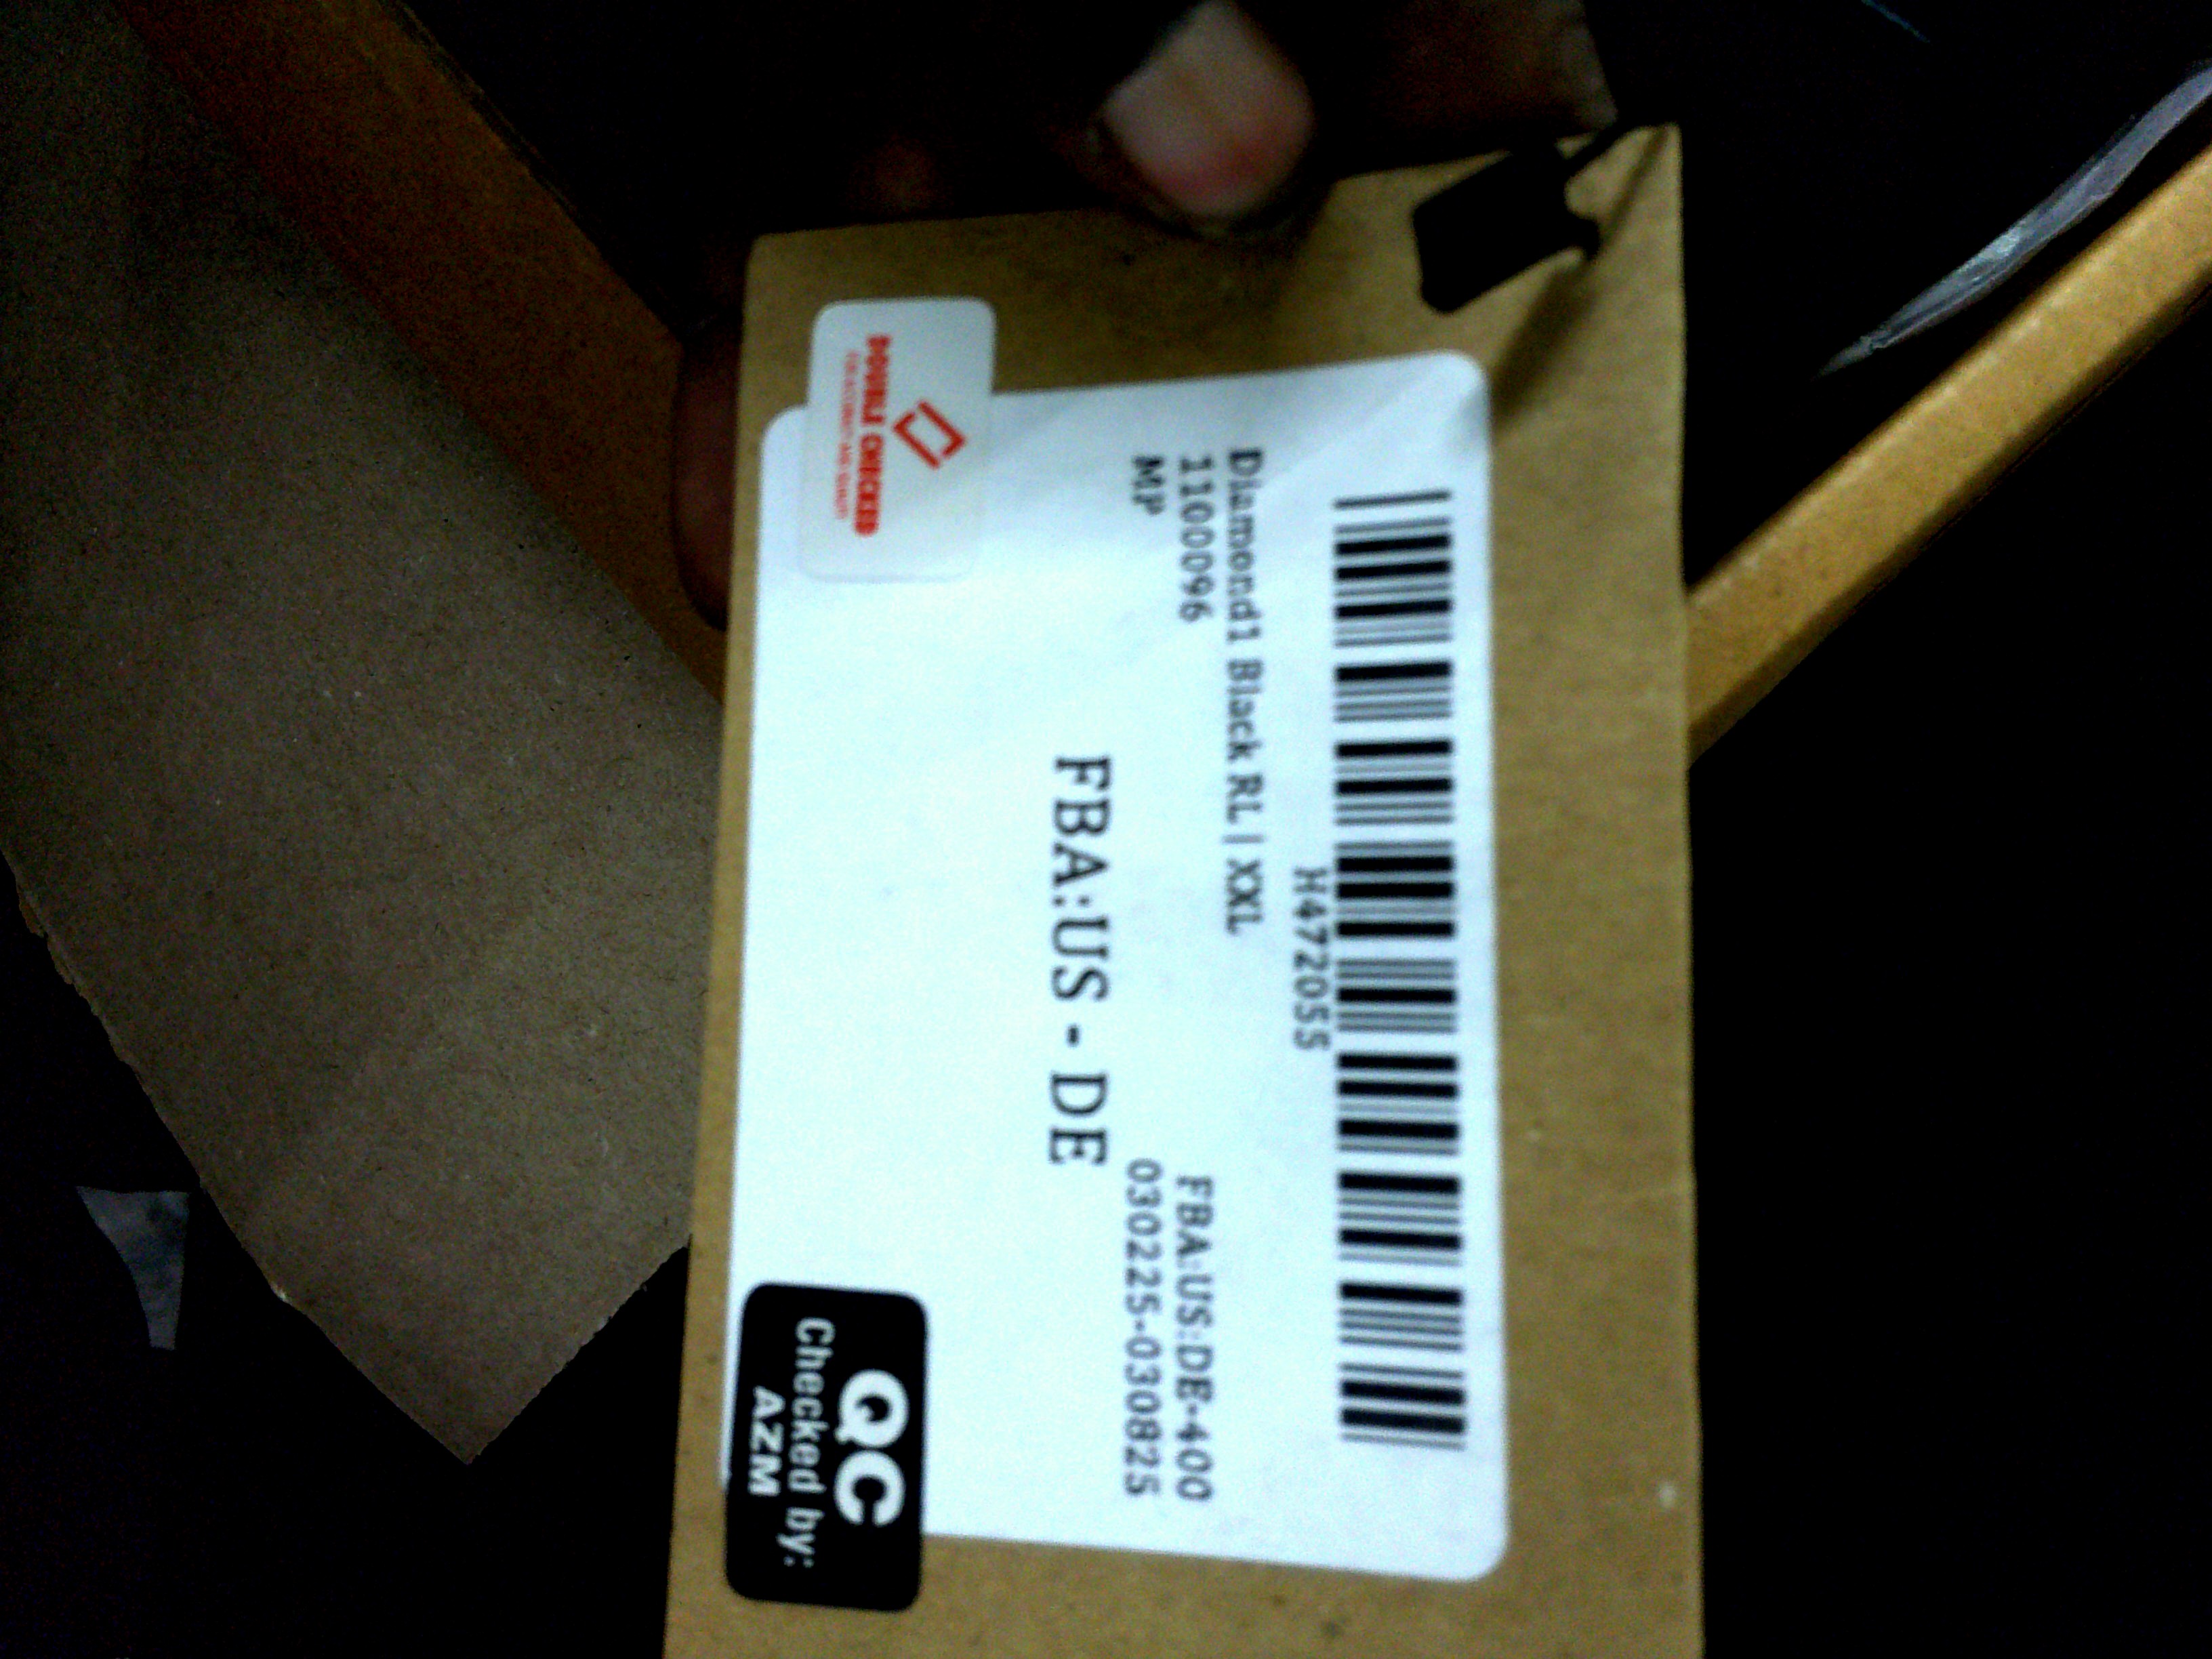 H472055
Diamond1 Black RL | XXL
11000096
MP
FBA:US:DE-400
030225-030825
FBA:US - DE
DOUBLE CHECKED
QC
Checked by:
AZM